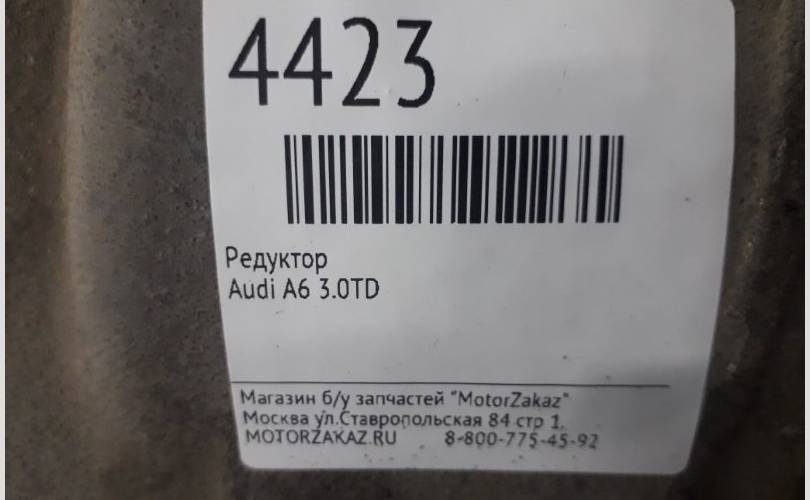 4423
Редуктор
Audi A6 3.0TD
Магазин б/у запчастей "MotorZakaz"
Москва ул.Ставропольская 84 стр 1
MOTORZAKAZ.RU 8-800-775-45-92